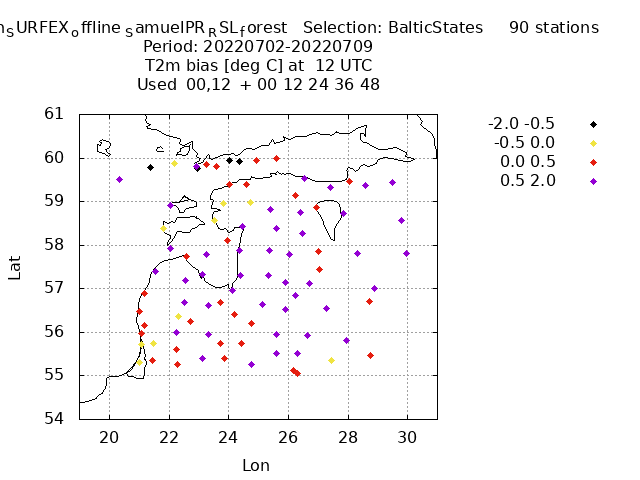 nSURFEXoffline SamuelPRRSLforest Selection: BalticStates 90 stations
Period: 20220702-20220709
T2m bias [deg C] at 12 UTC
Used 00,12 + 00 12 24 36 48
-2.0 -0.5
-0.5 0.0
0.0 0.5
0.5 2.0
61
60
59
58
57
56
55
54
Lat
20 22 24 26 28 30
Lon